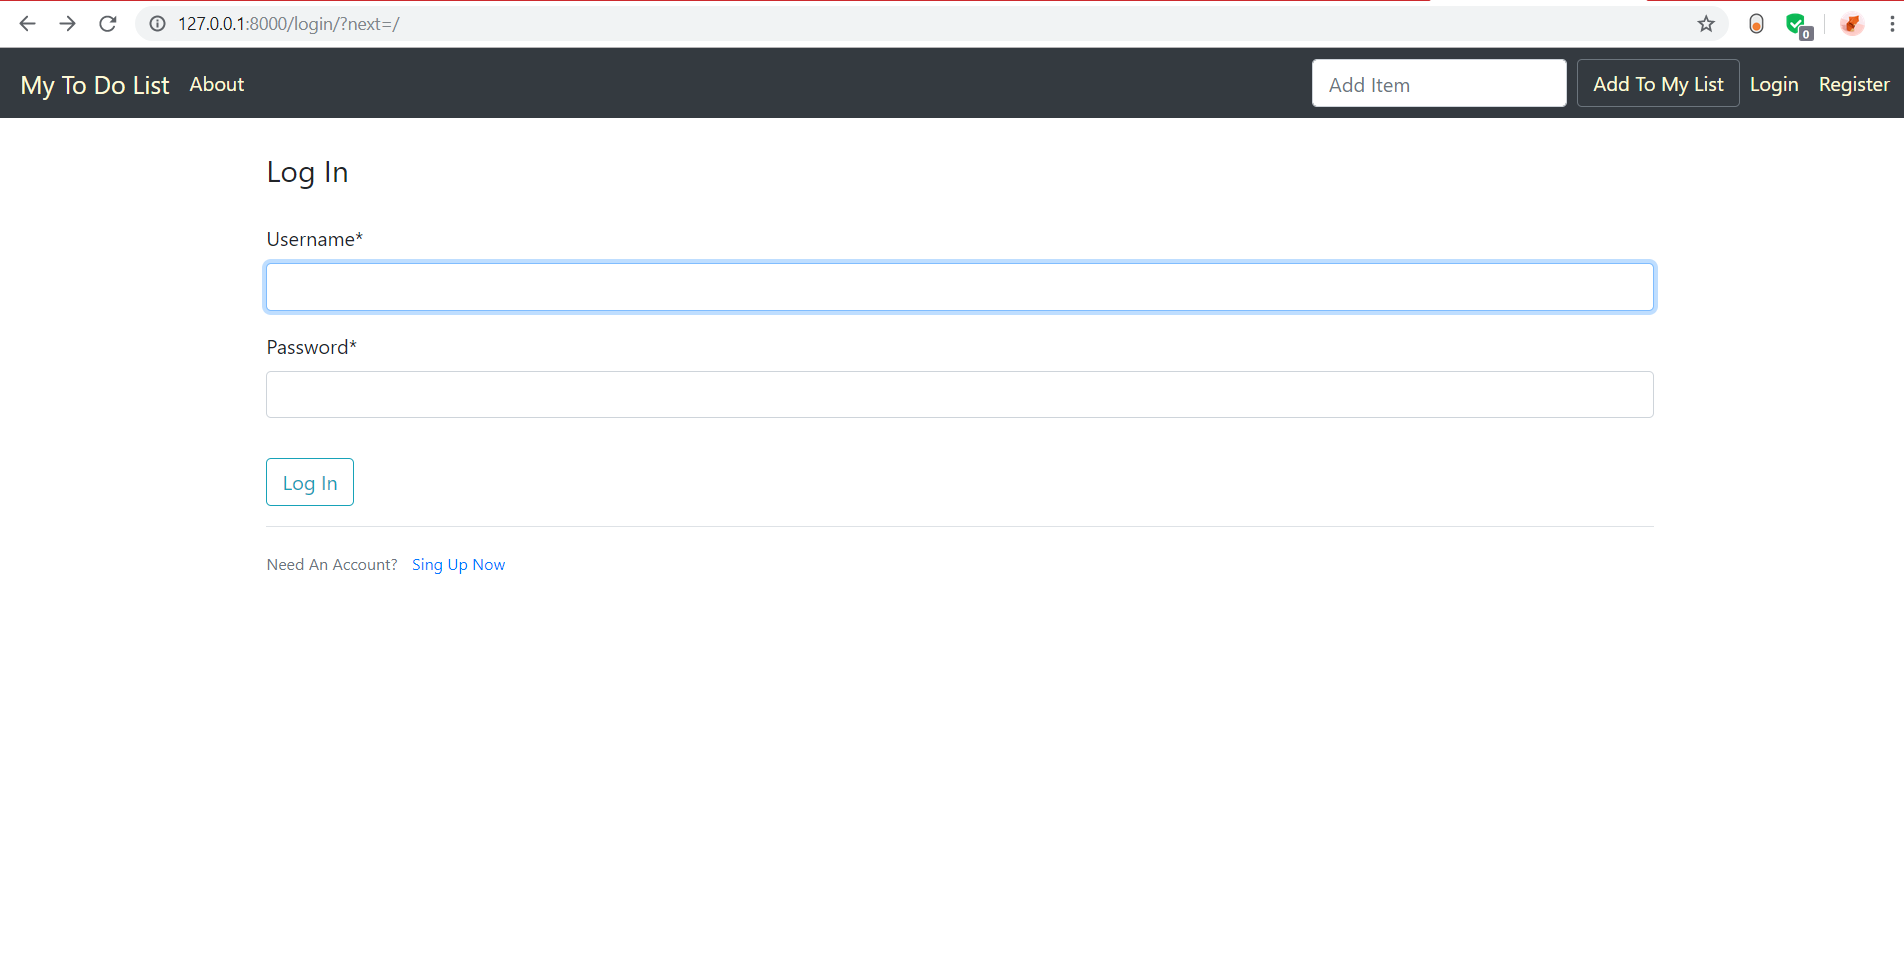 127.0.0.1:8000/login/?next=/
0
My To Do List About Add Item Add To My List Login Register
Log In
Username*
Password*
Log In
Need An Account? Sing Up Now